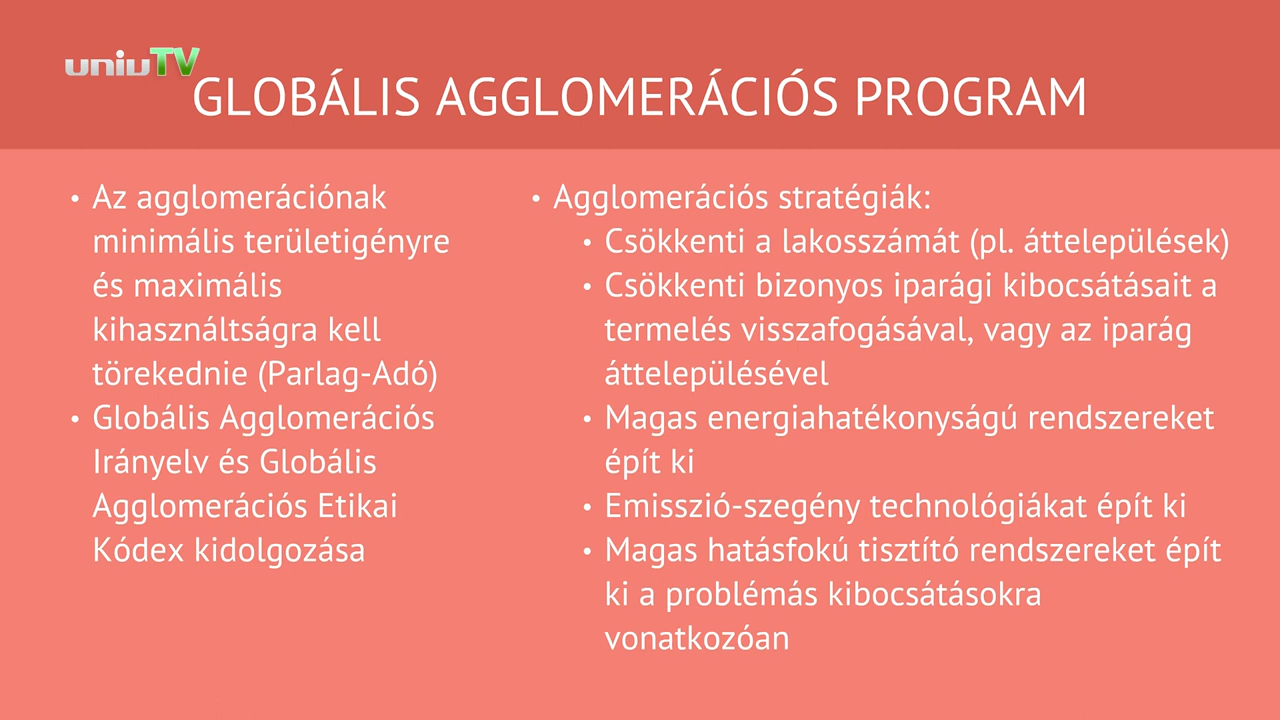 uniuTV
GLOBÁLIS AGGLOMERÁCIÓS PROGRAM
• Az agglomerációnak
minimális területigényre
és maximális
kihasználtságra kell
törekednie (Parlag-Adó)
• Globális Agglomerációs
Irányelv és Globális
Agglomerációs Etikai
Kódex kidolgozása
• Agglomerációs stratégiák:
• Csökkenti a lakosszámát (pl. áttelepülések)
• Csökkenti bizonyos iparági kibocsátásait a
termelés visszafogásával, vagy az iparág
áttelepülésével
• Magas energiahatékonyságú rendszereket
épít ki
• Emisszió-szegény technológiákat épít ki
• Magas hatásfokú tisztító rendszereket épít
ki a problémás kibocsátásokra
vonatkozóan